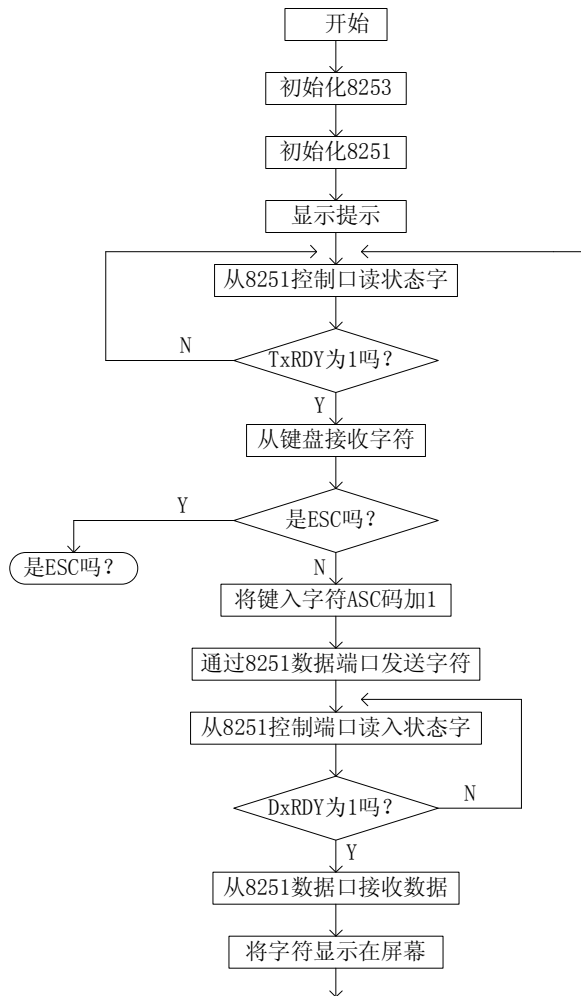 开始
初始化8253
初始化8251
显示提示
从8251控制口读状态字
N
TxRDY为1吗?
Y
从键盘接收字符
Y
是ESC吗?
是ESC吗?
N
将键入字符ASC码加1
通过8251数据端口发送字符
从8251控制端口读入状态字
N
DxRDY为1吗?
Y
从8251数据口接收数据
将字符显示在屏幕